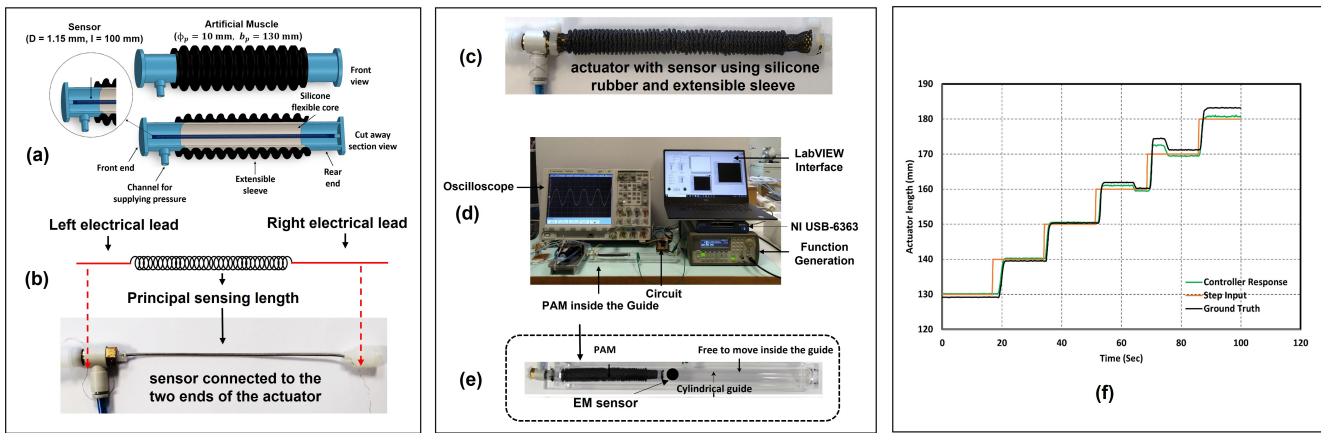 Sensor
(D = 1.15 mm, l = 100 mm)
Artificial Muscle
(ϕₚ = 10 mm, bₚ = 130 mm)
Front
view
Silicone
flexible core
Cut away
section view
(a)
Front end
Channel for
supplying pressure
Extensible
sleeve
Rear
end
Left electrical lead
Right electrical lead
(b)
Principal sensing length
sensor connected to the
two ends of the actuator
(c)
actuator with sensor using silicone
rubber and extensible sleeve
Oscilloscope
LabVIEW
Interface
(d)
NI USB-6363
Function
Generation
Circuit
PAM inside the Guide
PAM
Free to move inside the guide
(e)
EM sensor
Cylindrical guide
190
180
170
160
150
140
130
120
Actuator length (mm)
Controller Response
Step Input
Ground Truth
0 20 40 60 80 100 120
Time (Sec)
(f)